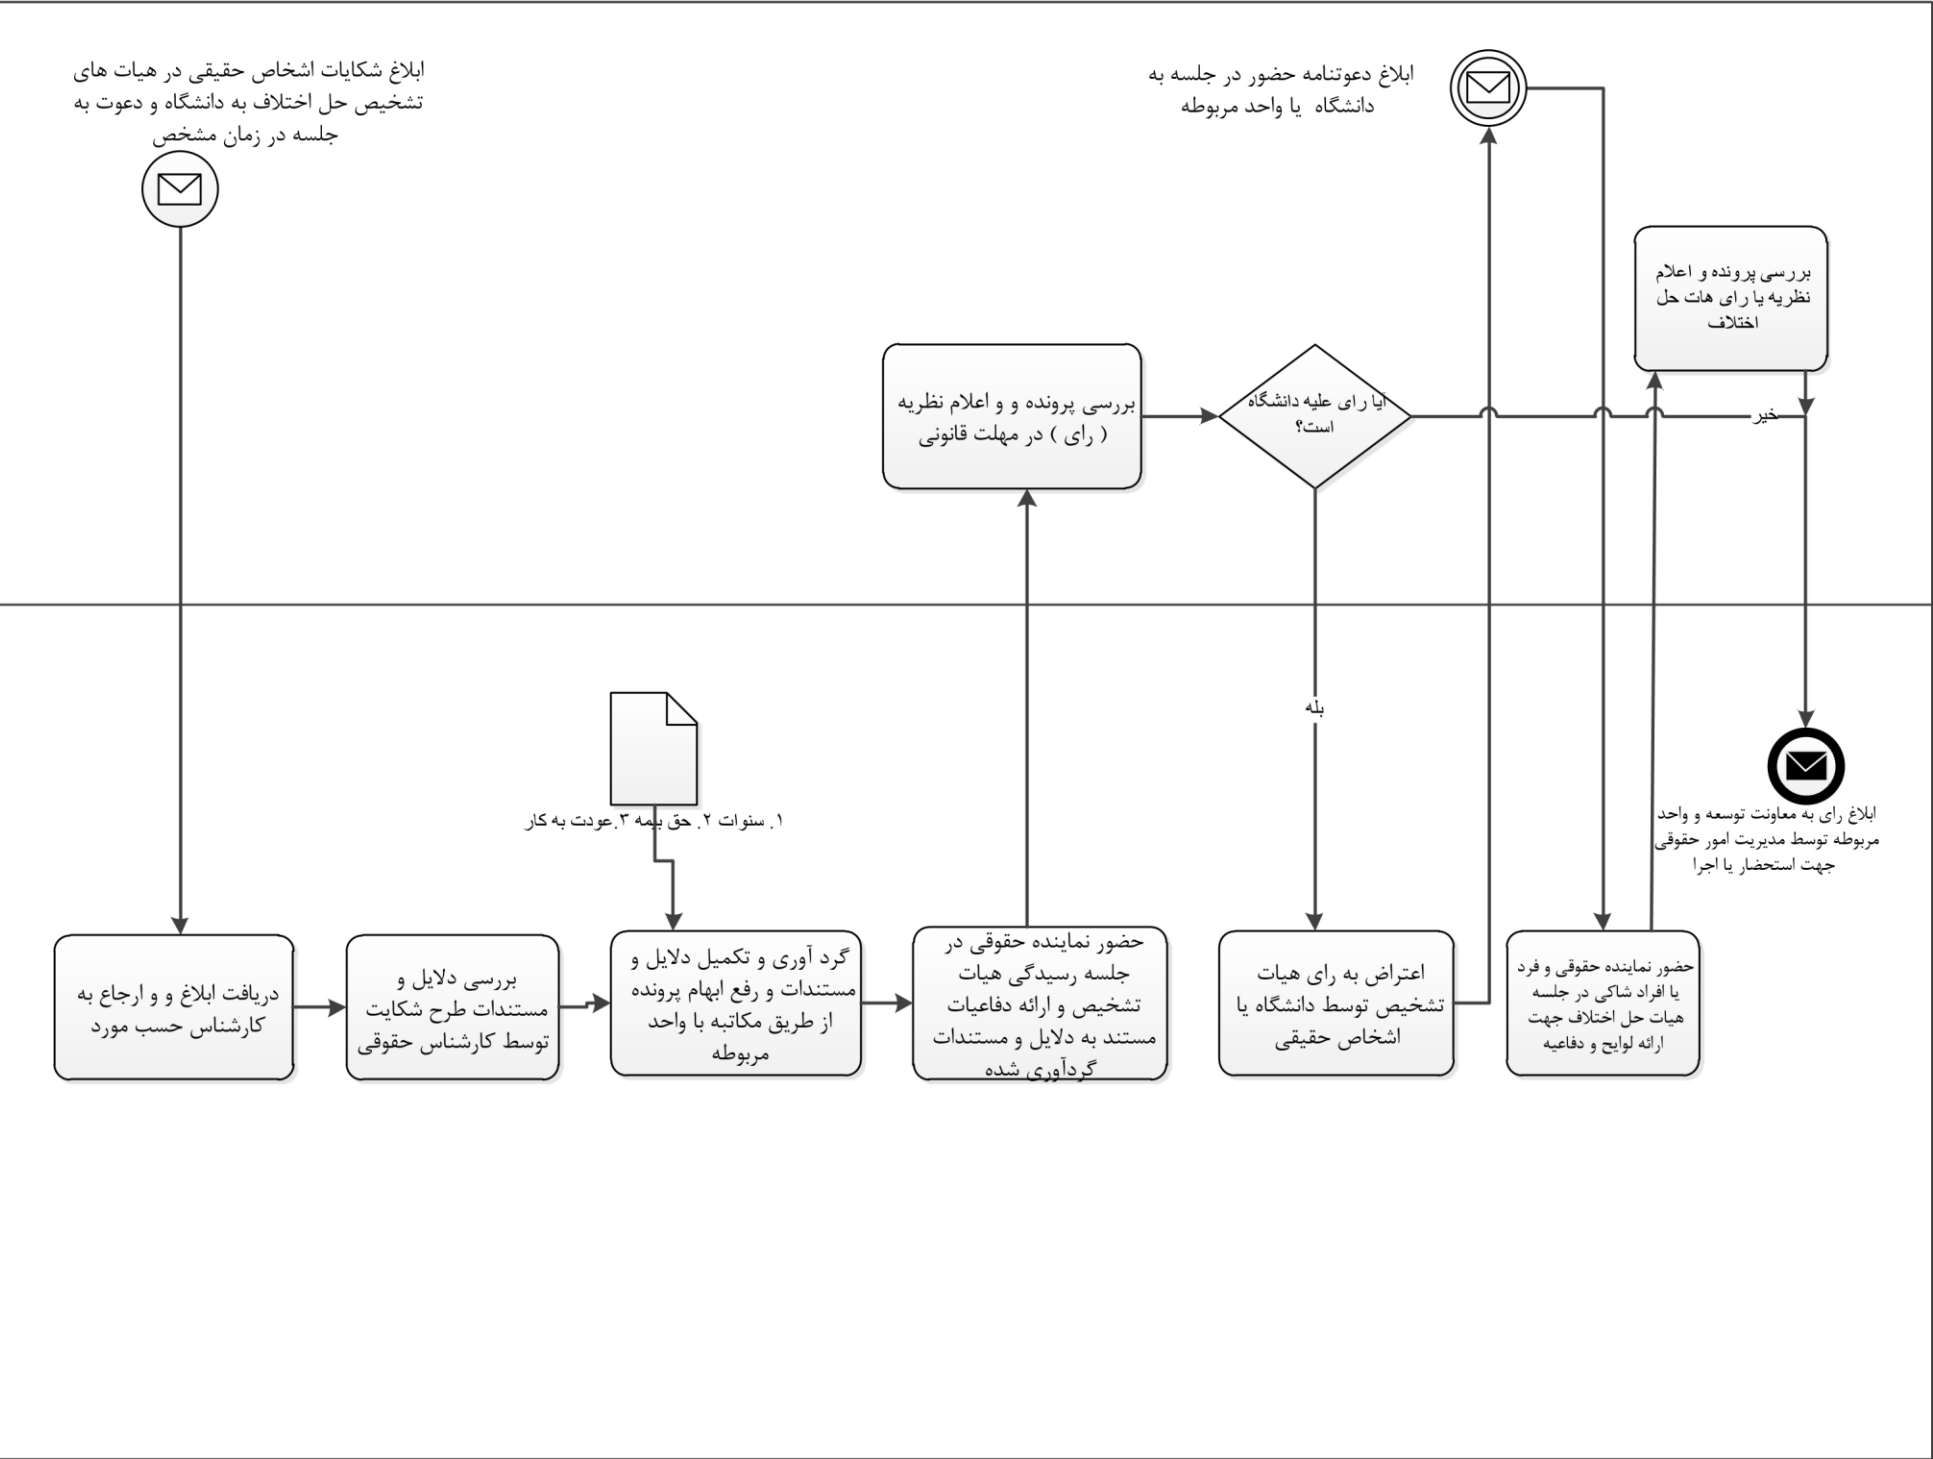 ابلاغ شکایات اشخاص حقیقی در هیات های
تشخیص حل اختلاف به دانشگاه و دعوت به
جلسه در زمان مشخص
ابلاغ دعوتنامه حضور در جلسه به
دانشگاه یا واحد مربوطه
بررسی پرونده و اعلام
نظریه یا رای هات حل
اختلاف
بررسی پرونده و و اعلام نظریه
( رای ) در مهلت قانونی
آیا رای علیه دانشگاه
است؟
خیر
بله
۱. سنوات ۲. حق بیمه ۳.عودت به کار
ابلاغ رای به معاونت توسعه و واحد
مربوطه توسط مدیریت امور حقوقی
جهت استحضار یا اجرا
دریافت ابلاغ و و ارجاع به
کارشناس حسب مورد
بررسی دلایل و
مستندات طرح شکایت
توسط کارشناس حقوقی
گرد آوری و تکمیل دلایل و
مستندات و رفع ابهام پرونده
از طریق مکاتبه با واحد
مربوطه
حضور نماینده حقوقی در
جلسه رسیدگی هیات
تشخیص و ارائه دفاعیات
مستند به دلایل و مستندات
گردآوری شده
اعتراض به رای هیات
تشخیص توسط دانشگاه یا
اشخاص حقیقی
حضور نماینده حقوقی و فرد
یا افراد شاکی در جلسه
هیات حل اختلاف جهت
ارائه لوایح و دفاعیه